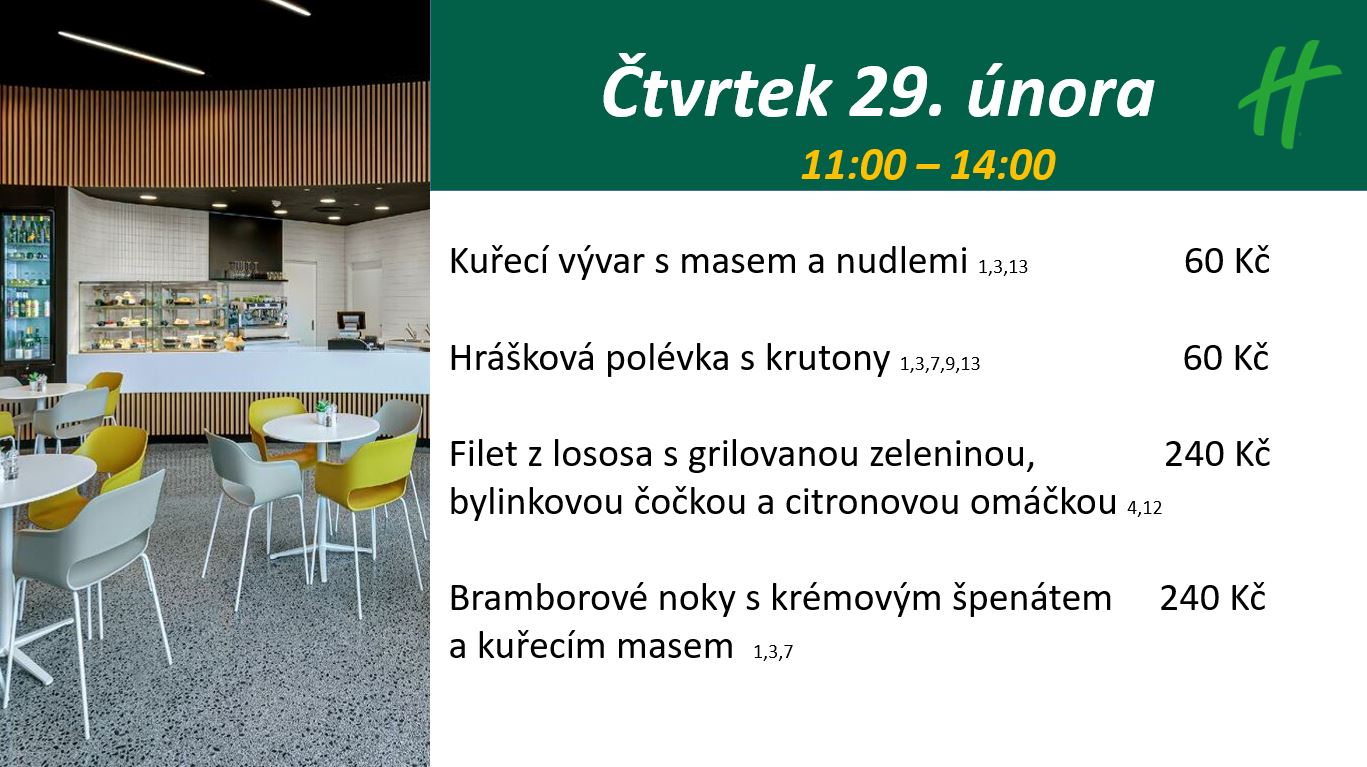 Čtvrtek 29. února
11:00 – 14:00
Kuřecí vývar s masem a nudlemi 1,3,13 60 Kč
Hrášková polévka s krutony 1,3,7,9,13 60 Kč
Filet z lososa s grilovanou zeleninou, 240 Kč
bylinkovou čočkou a citronovou omáčkou 4,12
Bramborové noky s krémovým špenátem 240 Kč
a kuřecím masem 1,3,7